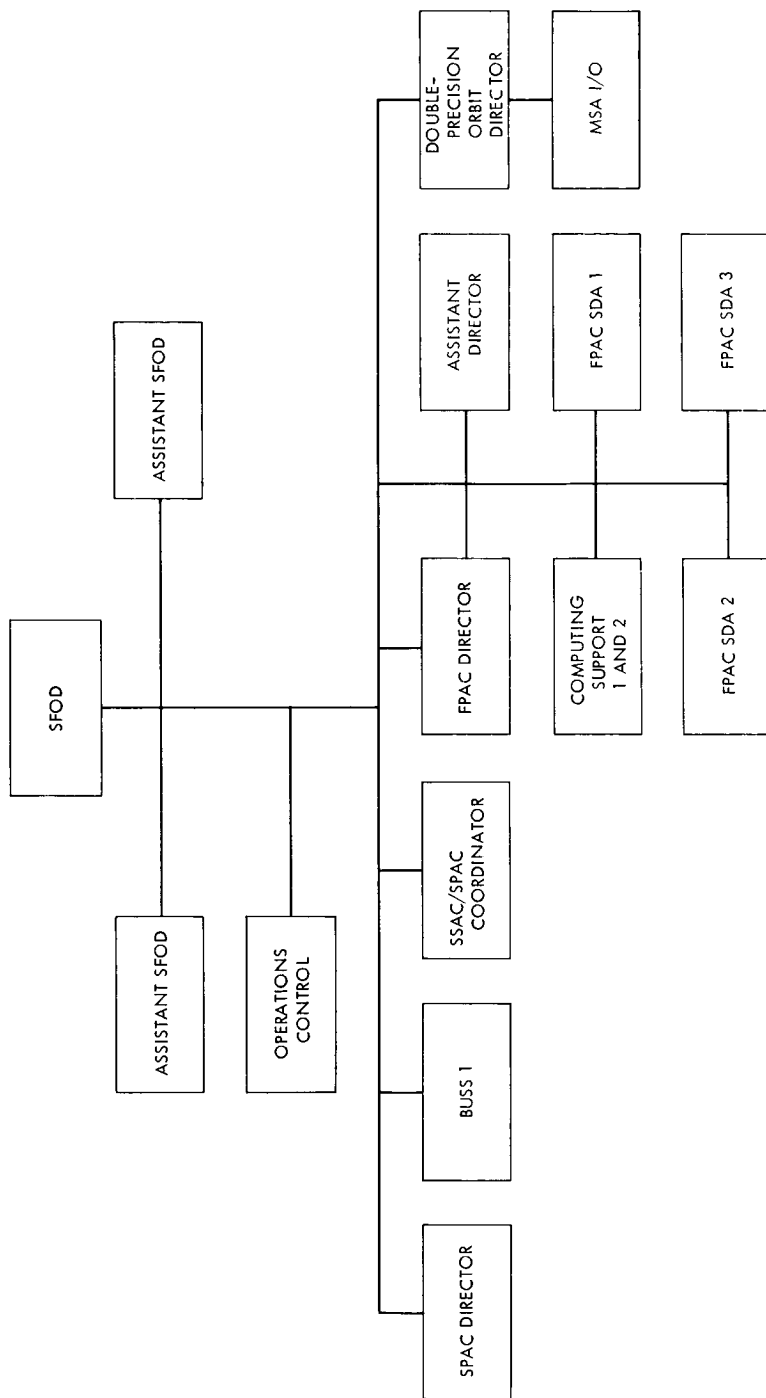 SFOD
ASSISTANT SFOD
ASSISTANT SFOD
OPERATIONS
CONTROL
SPAC DIRECTOR
BUSS 1
SSAC/SPAC
COORDINATOR
FPAC DIRECTOR
ASSISTANT
DIRECTOR
DOUBLE-
PRECISION
ORBIT
DIRECTOR
COMPUTING
SUPPORT
1 AND 2
FPAC SDA 1
MSA I/O
FPAC SDA 2
FPAC SDA 3